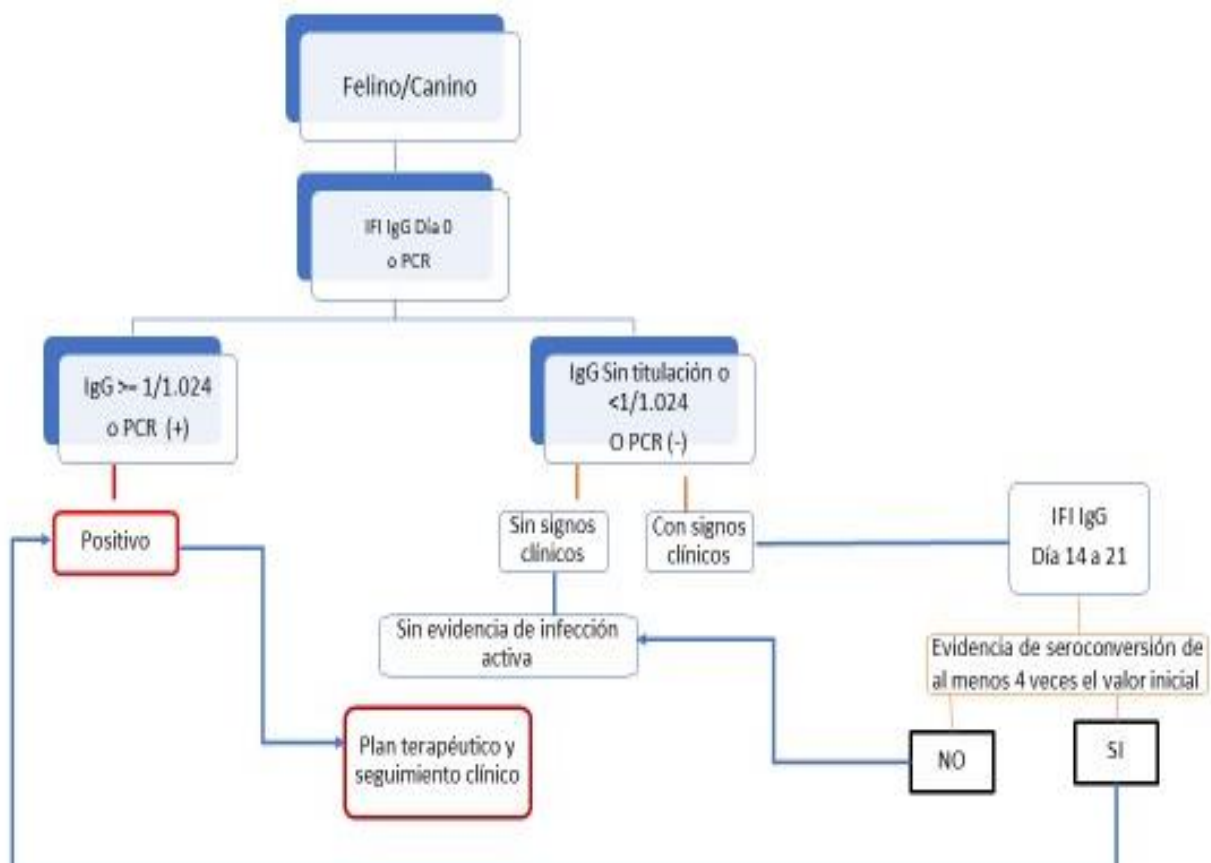 Felino/Canino
IFI IgG Día 0
o PCR
IgG >= 1/1.024
o PCR (+)
IgG Sin titulación o
<1/1.024
O PCR (-)
Positivo
Sin signos
clínicos
Con signos
clínicos
IFI IgG
Día 14 a 21
Sin evidencia de infección
activa
Evidencia de seroconversión de
al menos 4 veces el valor inicial
Plan terapéutico y
seguimiento clínico
NO
SI